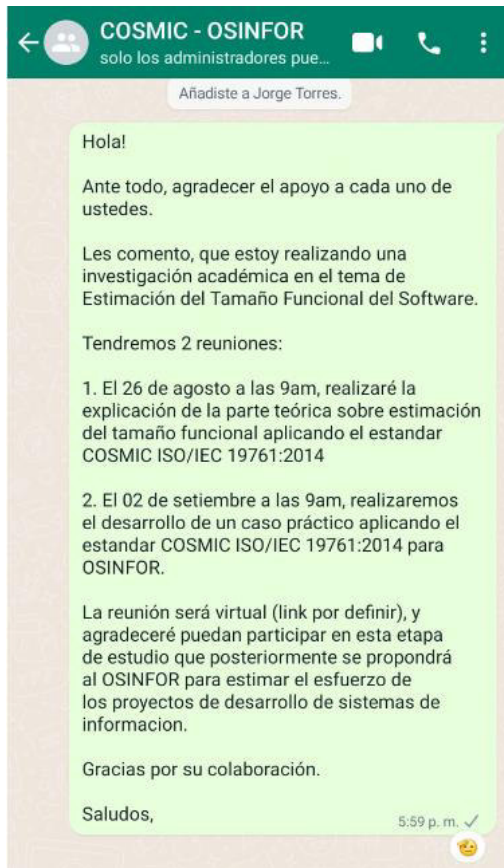 COSMIC - OSINFOR
solo los administradores pue...
Añadiste a Jorge Torres.
Hola!
Ante todo, agradecer el apoyo a cada uno de
ustedes.
Les comento, que estoy realizando una
investigación académica en el tema de
Estimación del Tamaño Funcional del Software.
Tendremos 2 reuniones:
1. El 26 de agosto a las 9am, realizaré la
explicación de la parte teórica sobre estimación
del tamaño funcional aplicando el estandar
COSMIC ISO/IEC 19761:2014
2. El 02 de setiembre a las 9am, realizaremos
el desarrollo de un caso práctico aplicando el
estandar COSMIC ISO/IEC 19761:2014 para
OSINFOR.
La reunión será virtual (link por definir), y
agradeceré puedan participar en esta etapa
de estudio que posteriormente se propondrá
al OSINFOR para estimar el esfuerzo de
los proyectos de desarrollo de sistemas de
informacion.
Gracias por su colaboración.
Saludos,
5:59 p. m.